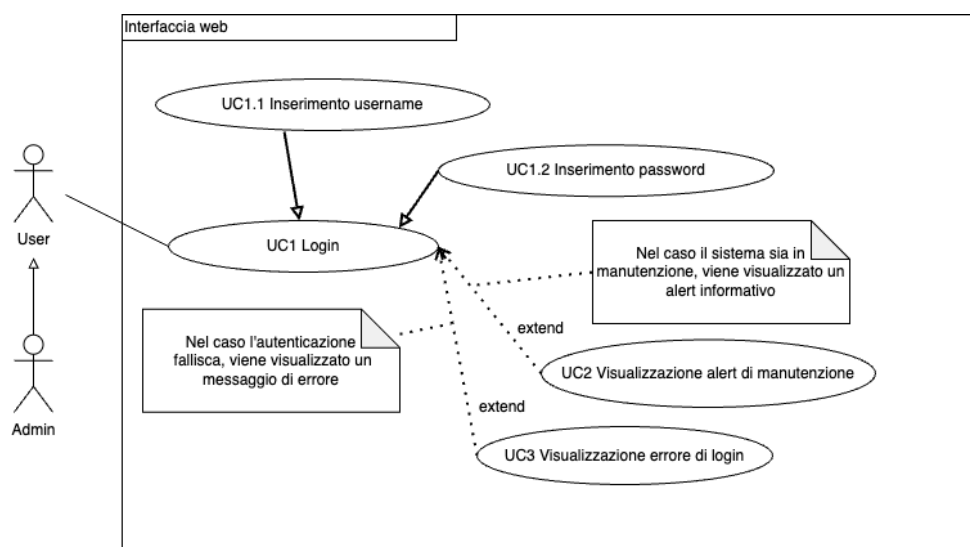 Interfaccia web
UC1.1 Inserimento username
UC1.2 Inserimento password
User
UC1 Login
Nel caso il sistema sia in
manutenzione, viene visualizzato un
alert informativo
Nel caso l'autenticazione
fallisca, viene visualizzato un
messaggio di errore
extend
UC2 Visualizzazione alert di manutenzione
extend
Admin
UC3 Visualizzazione errore di login